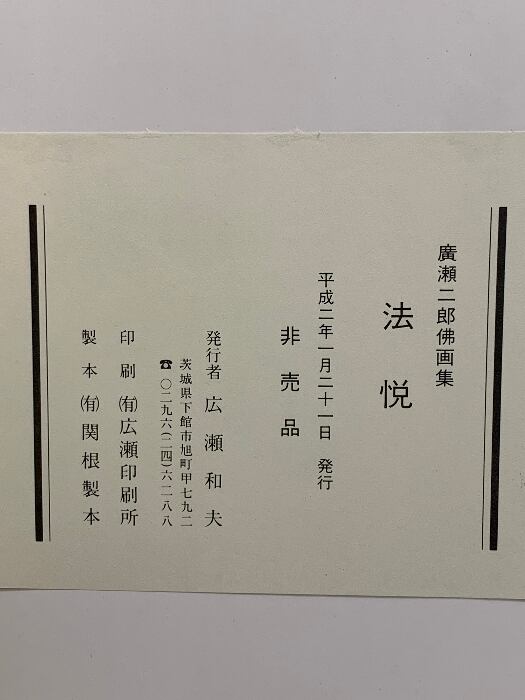 廣瀬二郎佛画集
法悦
平成二年一月二十一日 発行
非売品
発行者 広瀬和夫
茨城県下館市旭町甲七九二
☎ 〇二九六(二四)六二八八
印刷 ㈲広瀬印刷所
製本 ㈲関根製本